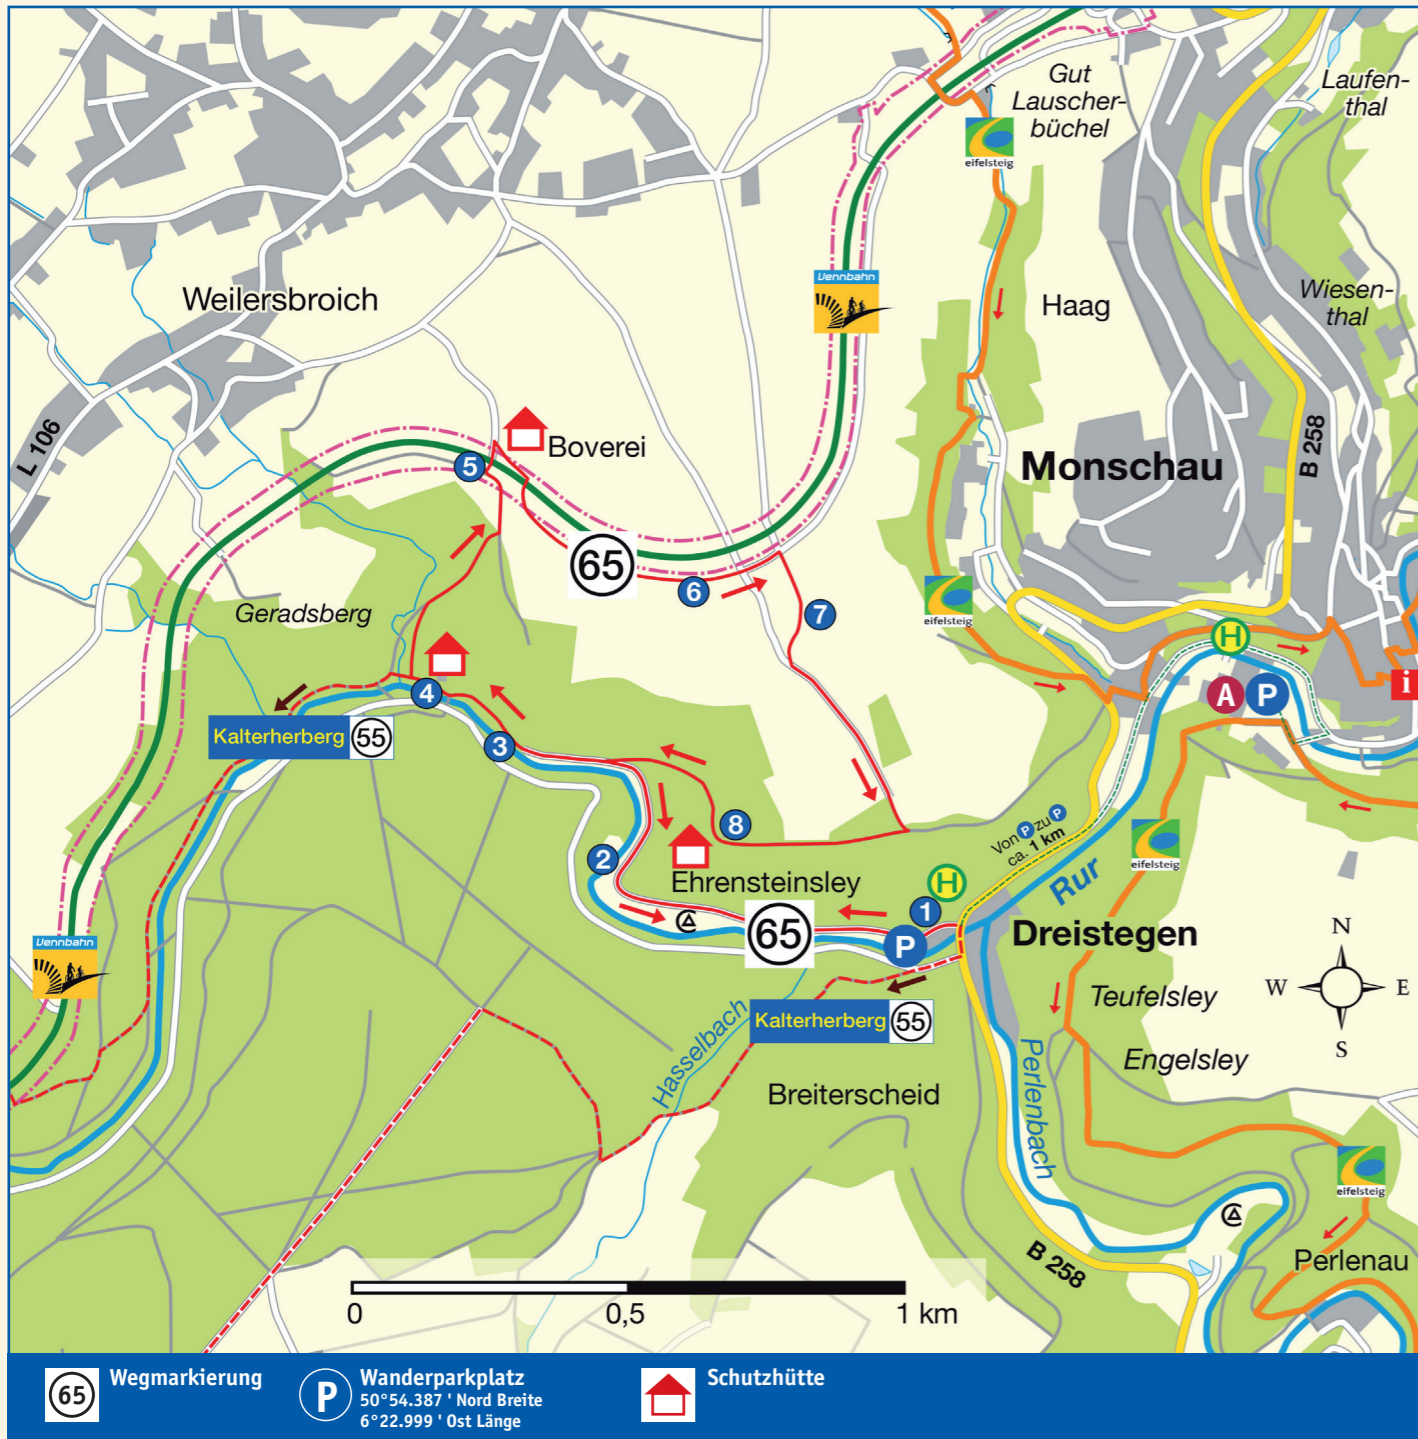 Gut
Lauscher-
büchel
Laufen-
thal
eifelsteig
Vennbahn
Weilersbroich
Haag
Wiesen-
thal
L 106
B 258
5
Boverei
Monschau
65
6
7
eifelsteig
Geradsberg
H
4
A P
i
Kalterherberg 55
3
8
Von P zu P
ca. 1 km
eifelsteig
2
Ehrensteinsley
H
Rur
1
65
P
Dreistegen
Vennbahn
N
W E
S
Teufelsley
Kalterherberg 55
Hasselbach
Engelsley
Perlenbach
Breiterscheid
eifelsteig
B 258
Perlenau
0 0,5 1 km
65 Wegmarkierung
P Wanderparkplatz
50°54.387 ' Nord Breite
6°22.999 ' Ost Länge
Schutzhütte